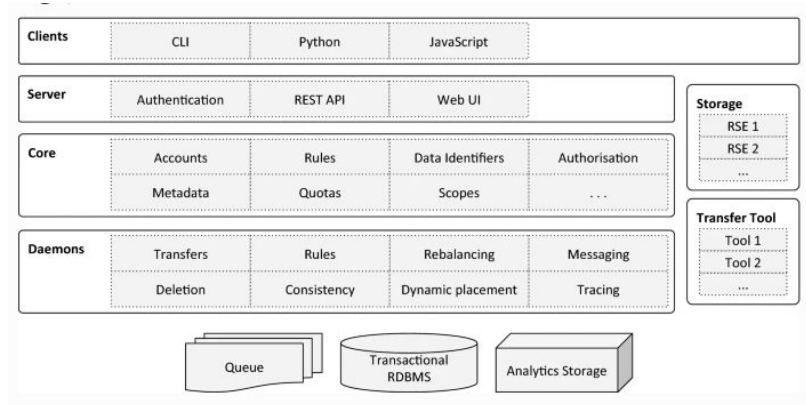 Clients
CLI Python JavaScript
Server
Authentication REST API Web UI
Core
Accounts Rules Data Identifiers Authorisation
Metadata Quotas Scopes ...
Daemons
Transfers Rules Rebalancing Messaging
Deletion Consistency Dynamic placement Tracing
Storage
RSE 1
RSE 2
...
Transfer Tool
Tool 1
Tool 2
...
Queue
Transactional
RDBMS
Analytics Storage